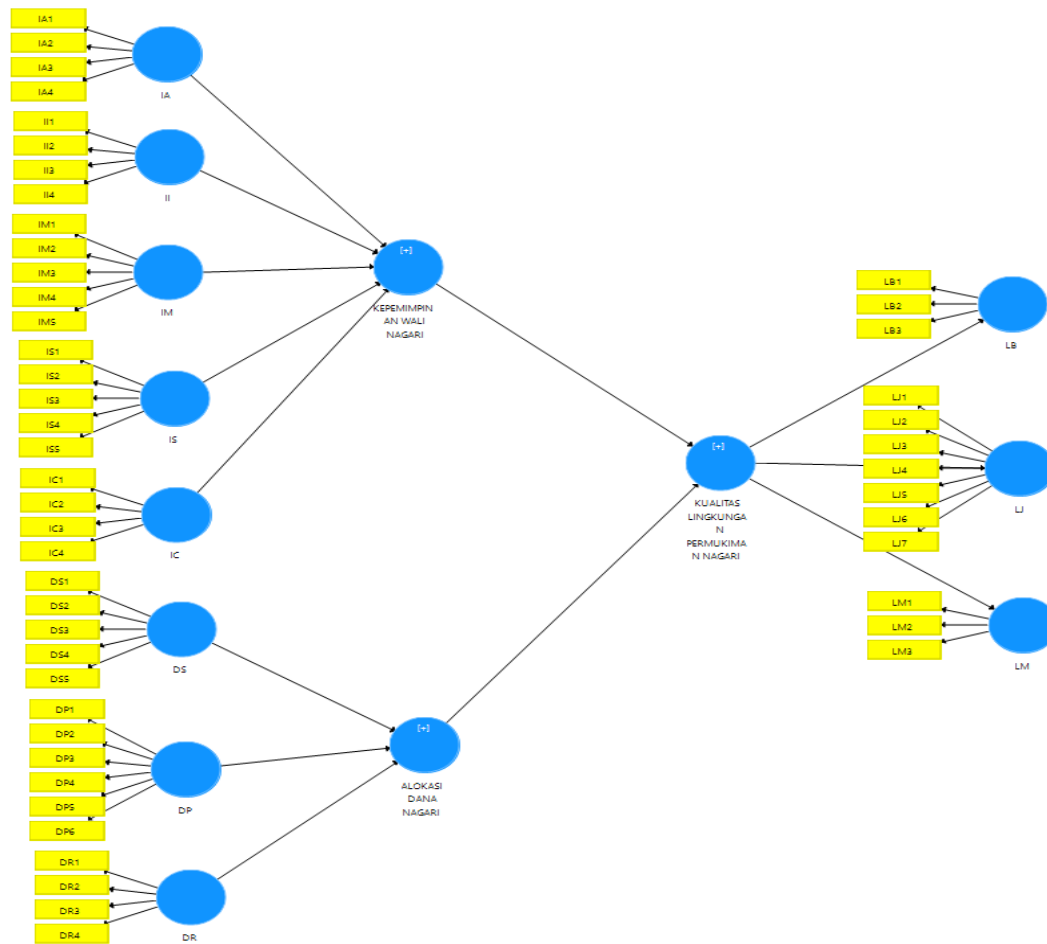 IA1
IA2
IA3
IA4
IA
II1
II2
II3
II4
II
IM1
IM2
IM3
IM4
IM5
IM
IS1
IS2
IS3
IS4
IS5
IS
IC1
IC2
IC3
IC4
IC
DS1
DS2
DS3
DS4
DS5
DS
DP1
DP2
DP3
DP4
DP5
DP6
DP
DR1
DR2
DR3
DR4
DR
[+]
KEPEMIMPIN
AN WALI
NAGARI
[+]
ALOKASI
DANA
NAGARI
[+]
KUALITAS
LINGKUNGA
N
PERMUKIMA
N NAGARI
LB1
LB2
LB3
LB
LJ1
LJ2
LJ3
LJ4
LJ5
LJ6
LJ7
LJ
LM1
LM2
LM3
LM